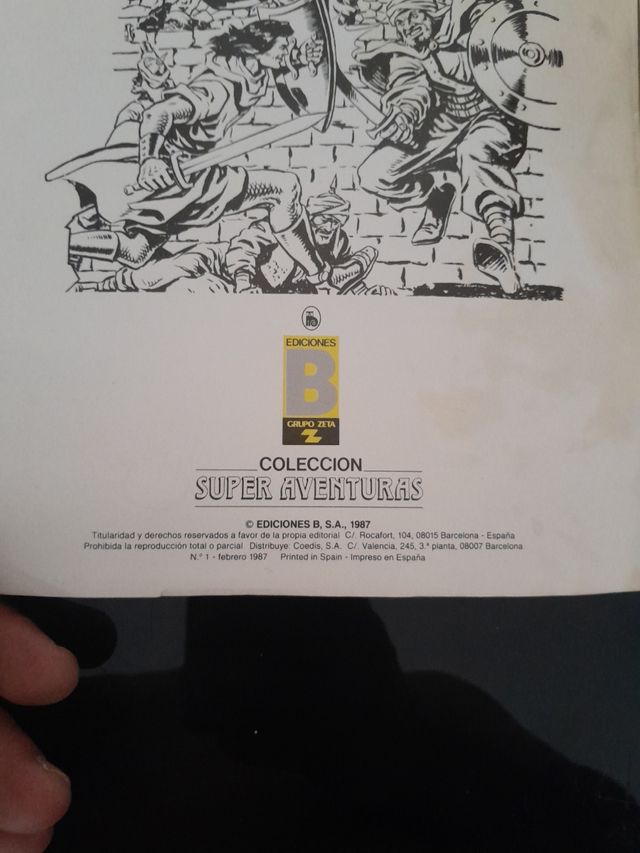 EDICIONES
B
GRUPO ZETA
COLECCION
SUPER AVENTURAS
© EDICIONES B, S.A., 1987
Titularidad y derechos reservados a favor de la propia editorial C/. Rocafort, 104, 08015 Barcelona - España
Prohibida la reproducción total o parcial Distribuye: Coedis, S.A. C/. Valencia, 245, 3.ª planta, 08007 Barcelona
N.° 1 - febrero 1987 Printed in Spain - Impreso en España